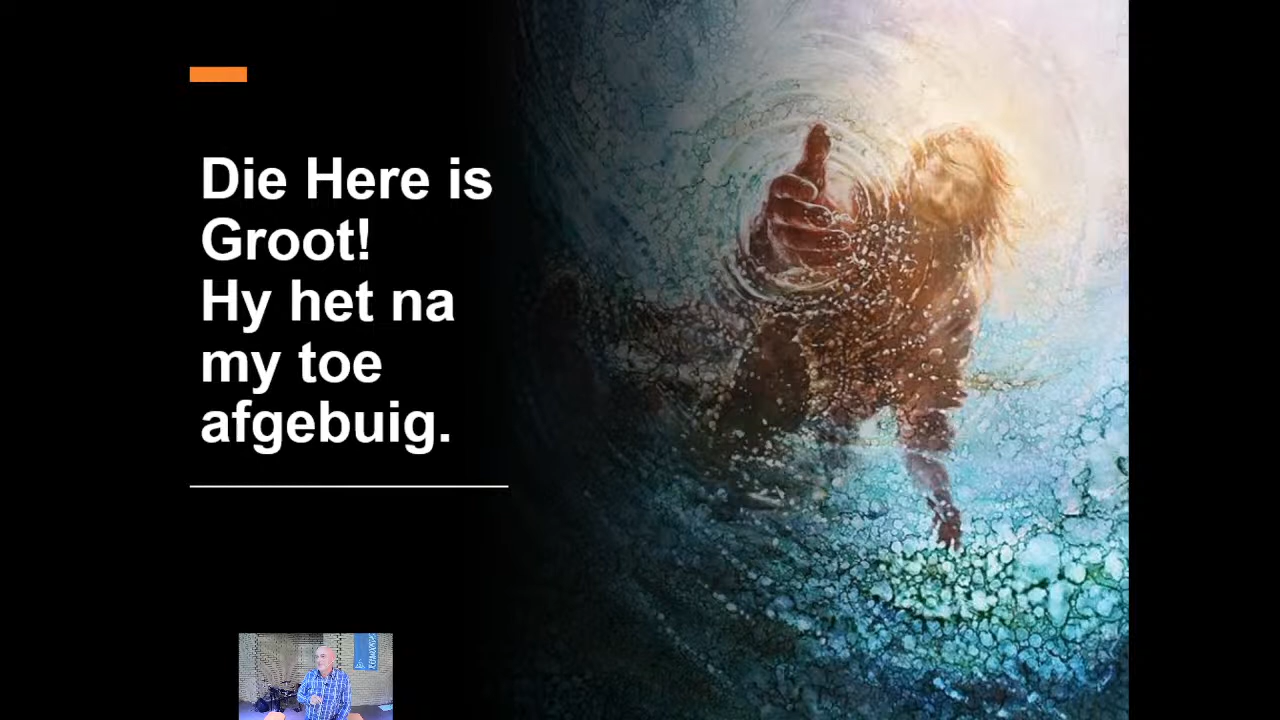 Die Here is
Groot!
Hy het na
my toe
afgebuig.